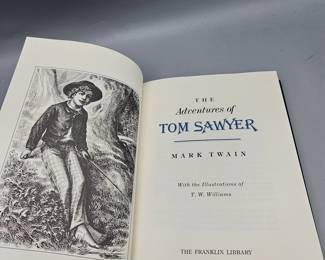 THE
Adventures of
TOM SAWYER
MARK TWAIN
With the Illustrations of
T. W. Williams
THE FRANKLIN LIBRARY